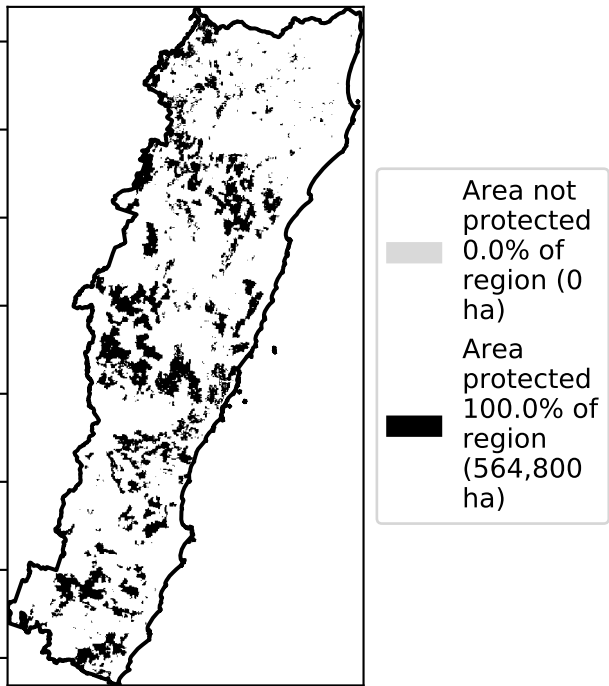 Area not
protected
0.0% of
region (0
ha)
Area
protected
100.0% of
region
(564,800
ha)